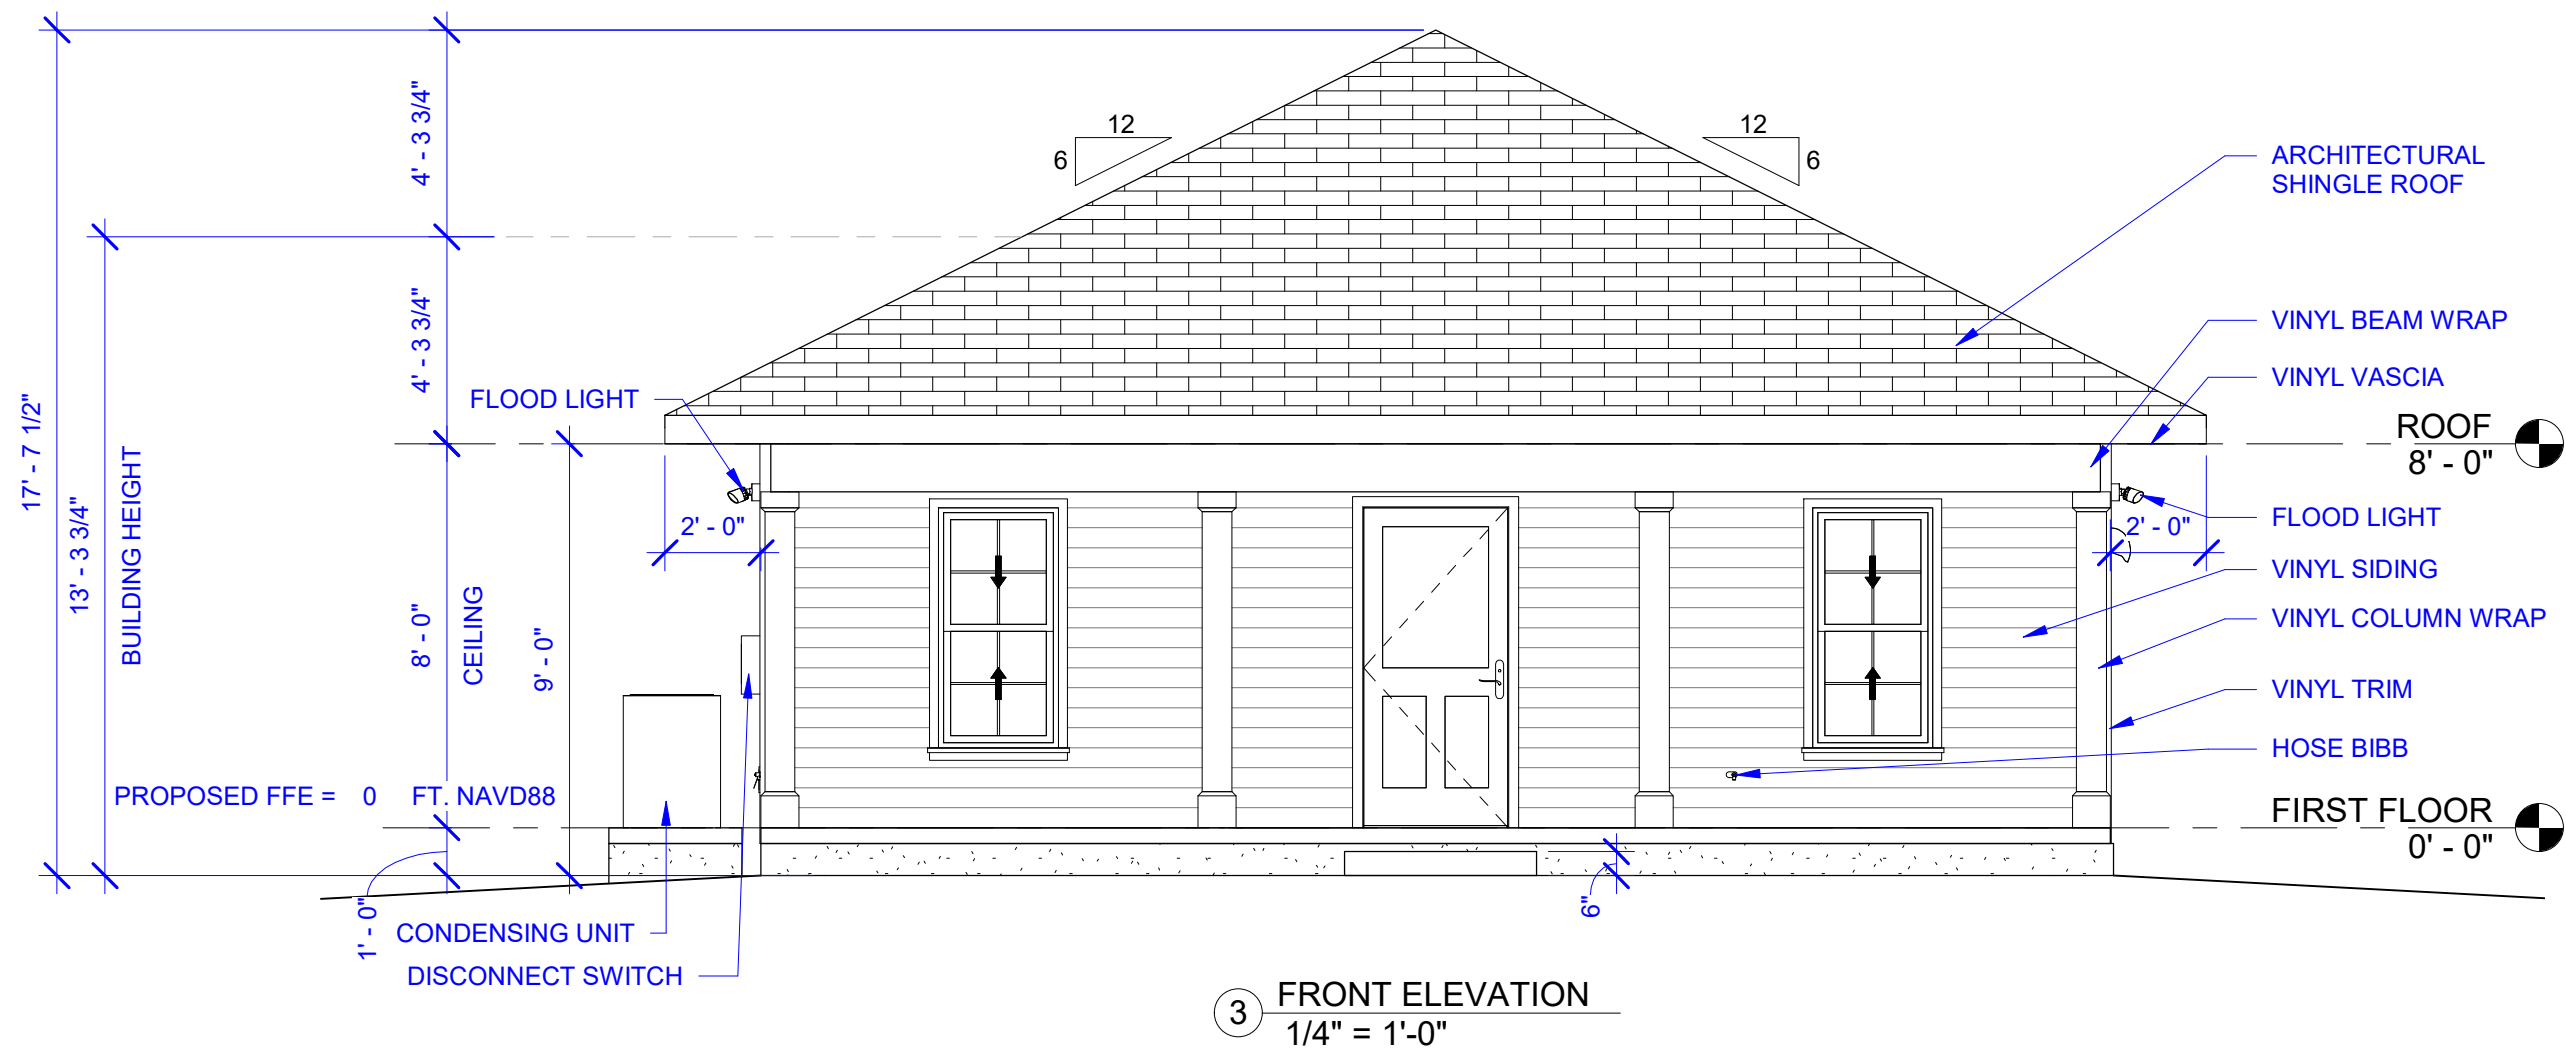 17' - 7 1/2"
13' - 3 3/4"
BUILDING HEIGHT
4' - 3 3/4"
4' - 3 3/4"
8' - 0"
CEILING
9' - 0"
1' - 0"
PROPOSED FFE = 0 FT. NAVD88
FLOOD LIGHT
2' - 0"
CONDENSING UNIT
DISCONNECT SWITCH
12
6
12
6
6"
2' - 0"
ARCHITECTURAL
SHINGLE ROOF
VINYL BEAM WRAP
VINYL VASCIA
ROOF
8' - 0"
FLOOD LIGHT
VINYL SIDING
VINYL COLUMN WRAP
VINYL TRIM
HOSE BIBB
FIRST FLOOR
0' - 0"
3
FRONT ELEVATION
1/4" = 1'-0"